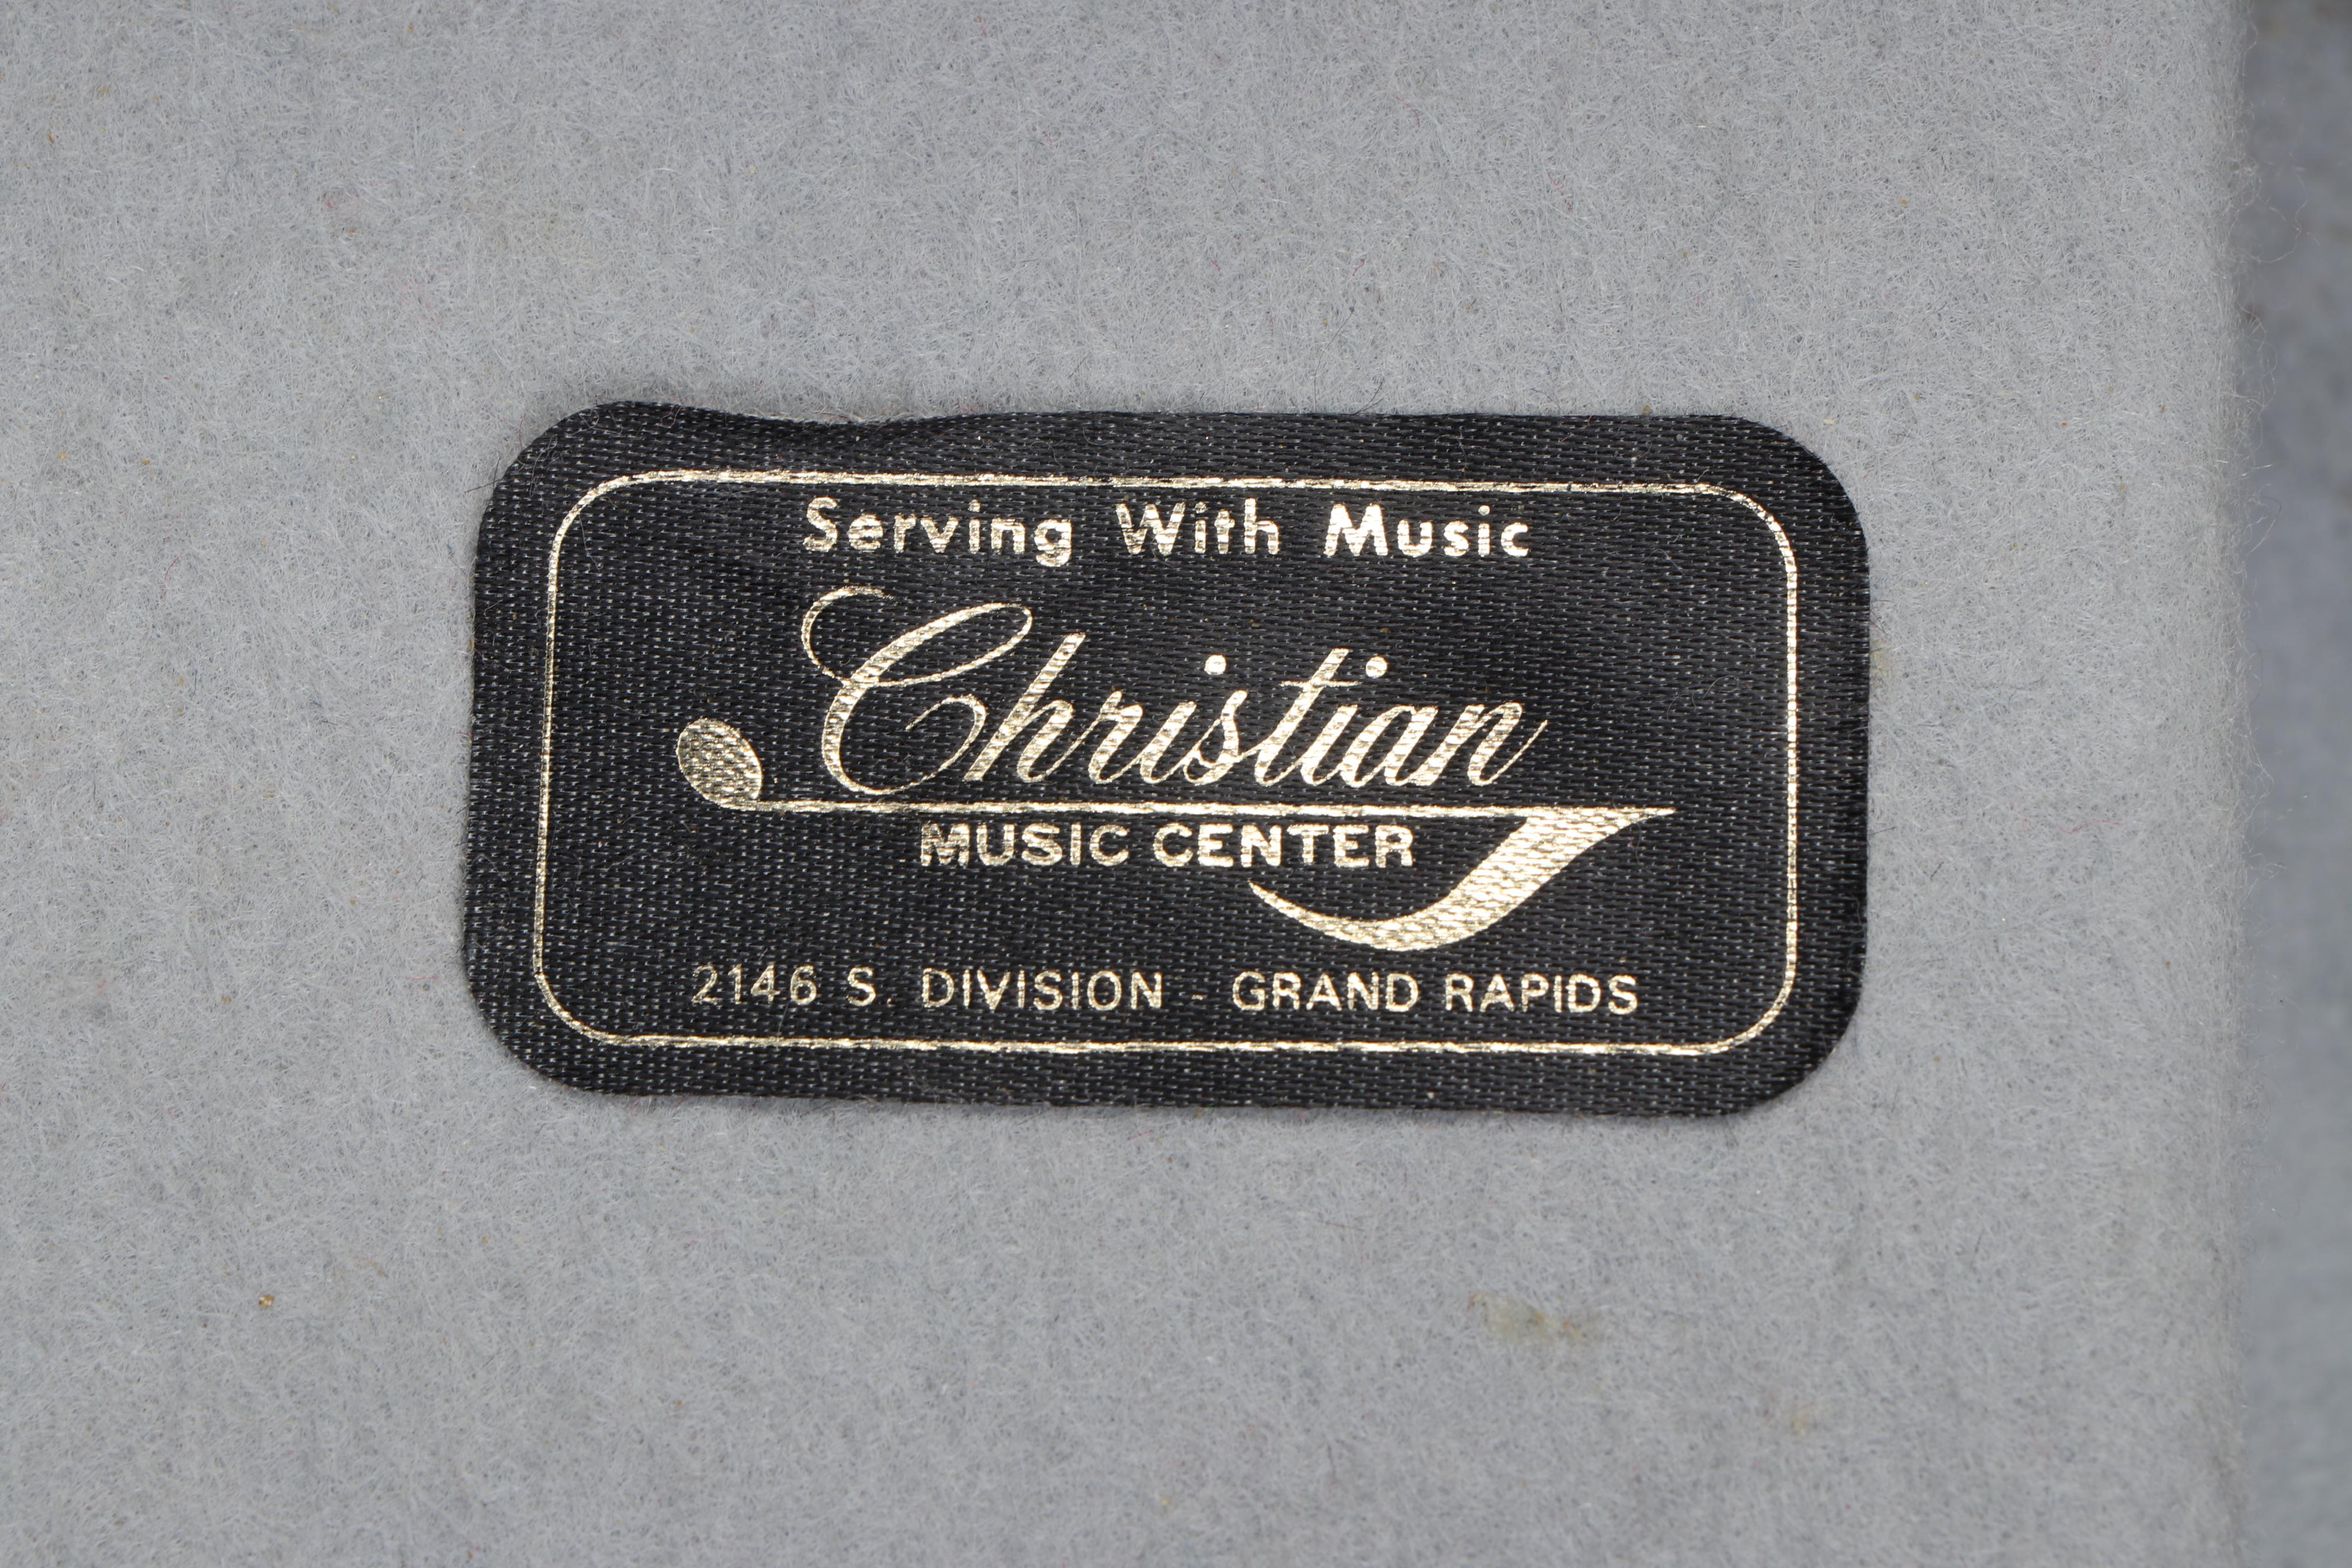 Serving With Music
Christian
MUSIC CENTER
2146 S. DIVISION - GRAND RAPIDS